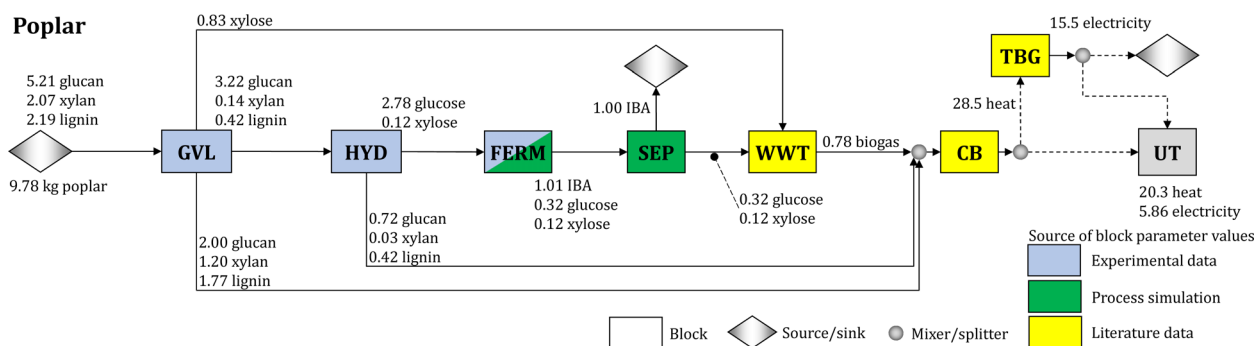 Poplar
0.83 xylose
15.5 electricity
5.21 glucan
2.07 xylan
2.19 lignin
3.22 glucan
0.14 xylan
0.42 lignin
2.78 glucose
0.12 xylose
1.00 IBA
TBG
28.5 heat
GVL
HYD
FERM
SEP
WWT
0.78 biogas
CB
UT
9.78 kg poplar
1.01 IBA
0.32 glucose
0.12 xylose
0.32 glucose
0.12 xylose
20.3 heat
5.86 electricity
0.72 glucan
0.03 xylan
0.42 lignin
2.00 glucan
1.20 xylan
1.77 lignin
Source of block parameter values
Experimental data
Process simulation
Literature data
Block
Source/sink
Mixer/splitter